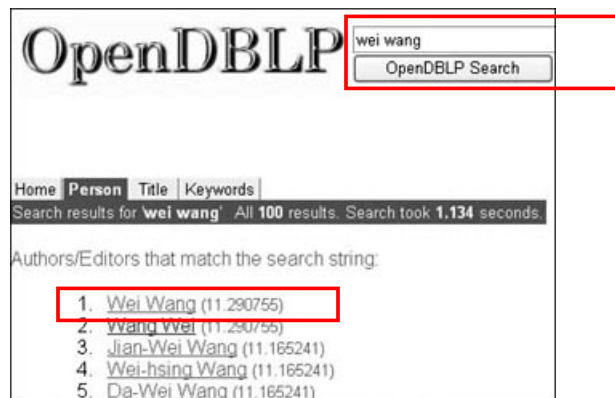 OpenDBLP
wei wang
OpenDBLP Search
Home Person Title Keywords
Search results for 'wei wang' All 100 results. Search took 1.134 seconds.
Authors/Editors that match the search string:
1. Wei Wang (11.290755)
2. Wang Wei (11.290755)
3. Jian-Wei Wang (11.165241)
4. Wei-hsing Wang (11.165241)
5. Da-Wei Wang (11.165241)